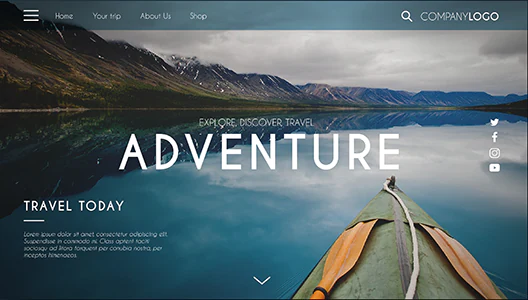 Home Your trip About Us Shop COMPANYLOGO
EXPLORE, DISCOVER, TRAVEL
ADVENTURE
TRAVEL TODAY
Lorem ipsum dolor sit amet consectetur adipiscing elit.
Suspendisse in commodo mi. Class aptent taciti
sociosqu ad litora torquent per conubia nostra, per
inceptos himenaeos.